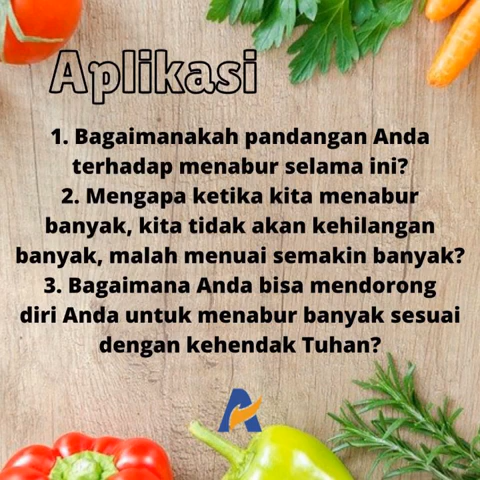 Aplikasi
1. Bagaimanakah pandangan Anda
terhadap menabur selama ini?
2. Mengapa ketika kita menabur
banyak, kita tidak akan kehilangan
banyak, malah menuai semakin banyak?
3. Bagaimana Anda bisa mendorong
diri Anda untuk menabur banyak sesuai
dengan kehendak Tuhan?